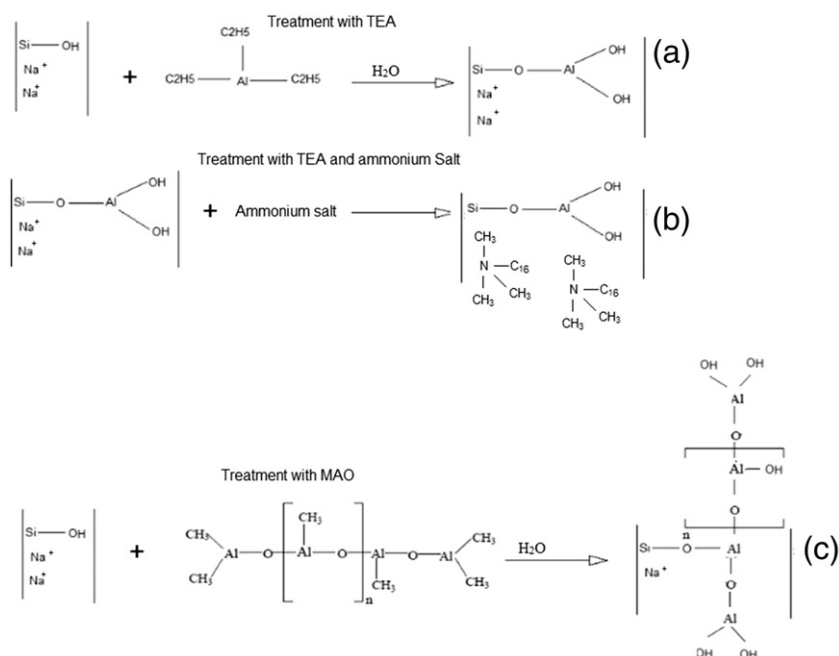 Treatment with TEA
Si — OH
Na+
Na+
+
C2H5
C2H5 — Al — C2H5
H2O
Si — O — Al
OH
OH
Na+
Na+
(a)
Treatment with TEA and ammonium Salt
Si — O — Al
OH
OH
Na+
Na+
+ Ammonium salt
Si — O — Al
OH
OH
(b)
CH3
N — C16
CH3 CH3
CH3
N — C16
CH3 CH3
Treatment with MAO
Si — OH
Na+
Na+
+
CH3 CH3 CH3
Al — O — Al — O — Al — O — Al
CH3 n CH3 CH3
H2O
OH OH
Al
O
Al — OH
O
n
Si — O — Al
Na+
O
Al
OH OH
(c)